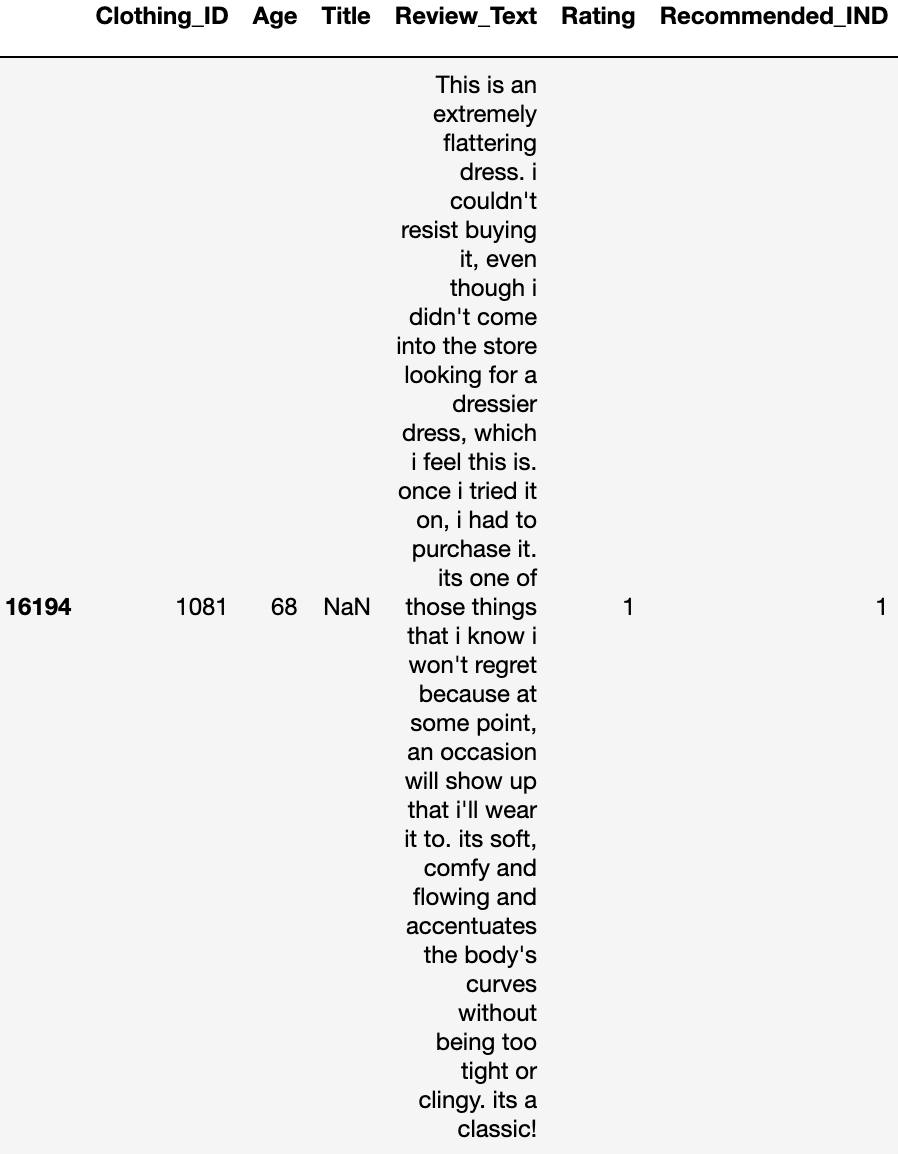 Clothing_ID Age Title Review_Text Rating Recommended_IND
This is an
extremely
flattering
dress. i
couldn't
resist buying
it, even
though i
didn't come
into the store
looking for a
dressier
dress, which
i feel this is.
once i tried it
on, i had to
purchase it.
its one of
16194 1081 68 NaN those things 1 1
that i know i
won't regret
because at
some point,
an occasion
will show up
that i'll wear
it to. its soft,
comfy and
flowing and
accentuates
the body's
curves
without
being too
tight or
clingy. its a
classic!